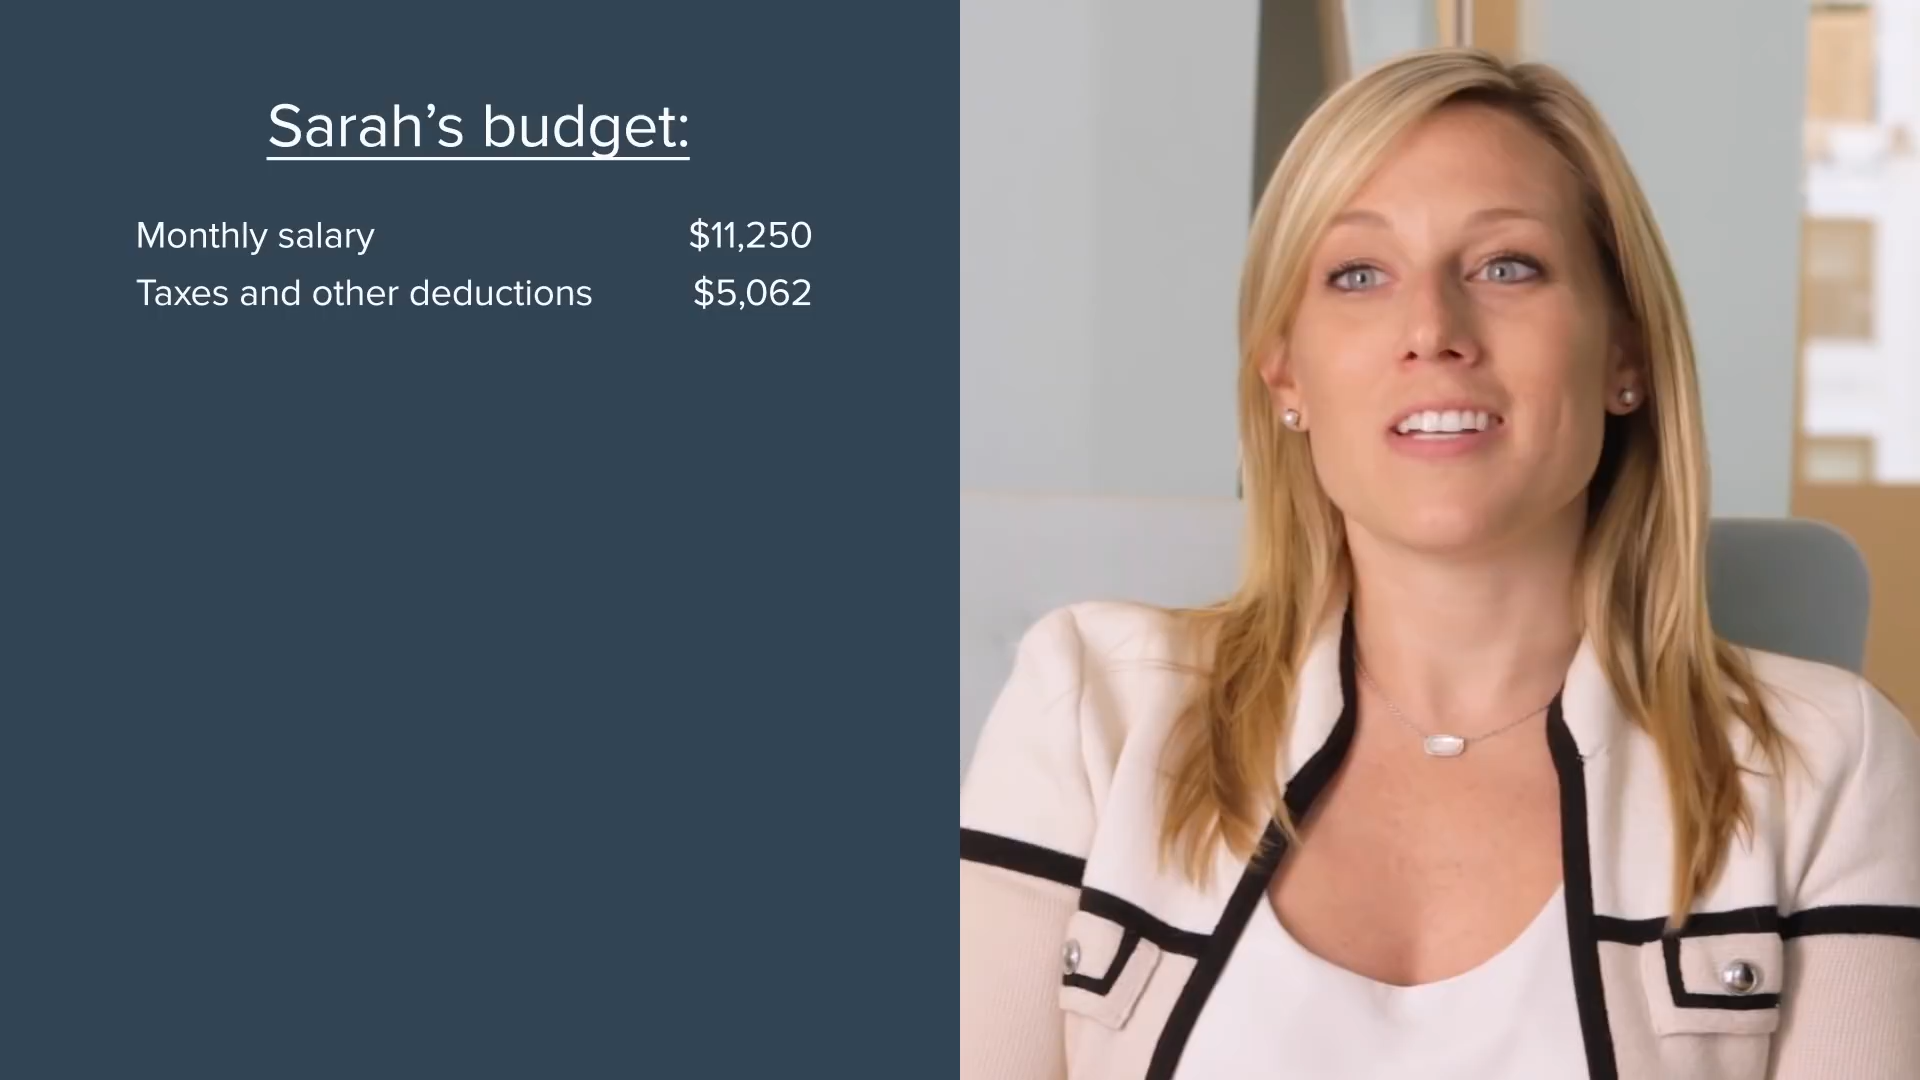 Sarah’s budget:
Monthly salary $11,250
Taxes and other deductions $5,062